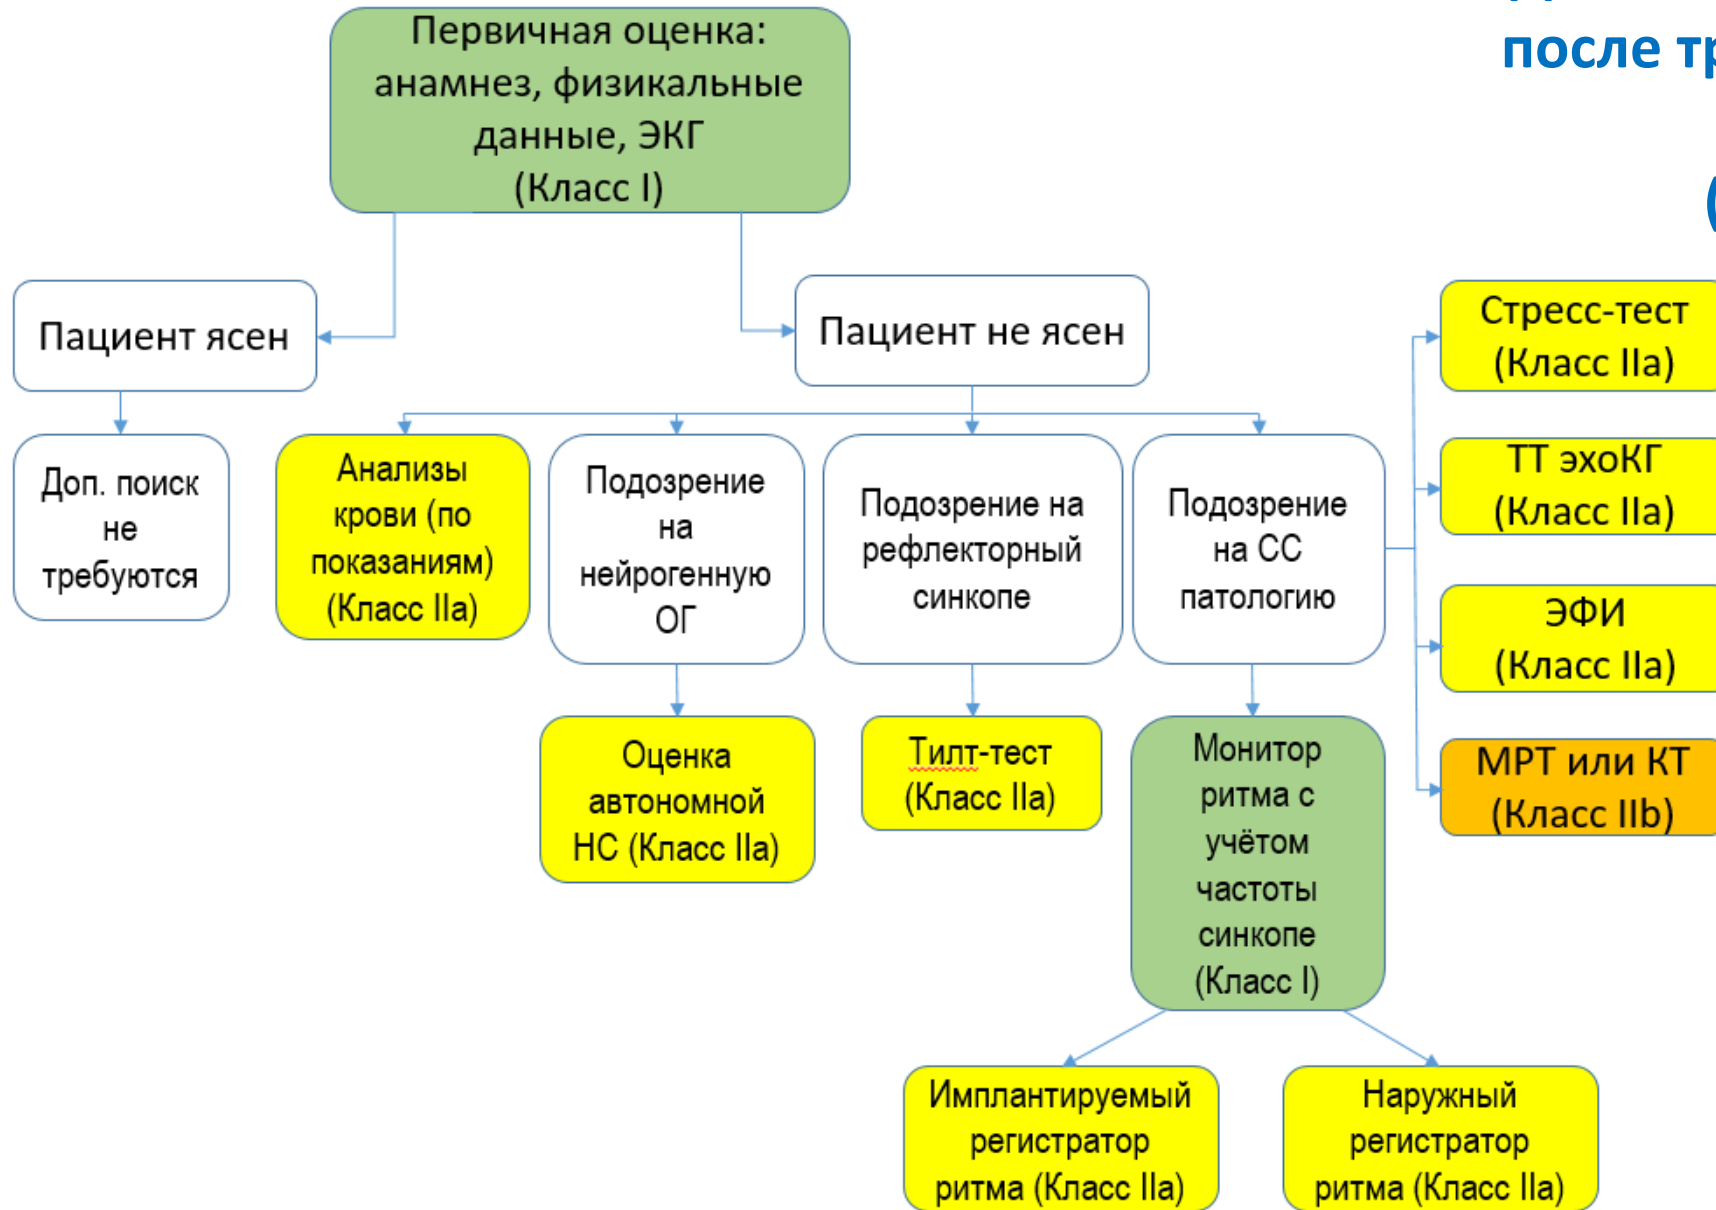 после
(
Первичная оценка:
анамнез, физикальные
данные, ЭКГ
(Класс I)
Пациент ясен
Пациент не ясен
Доп. поиск
не
требуются
Анализы
крови (по
показаниям)
(Класс IIa)
Подозрение
на
нейрогенную
ОГ
Подозрение на
рефлекторный
синкопе
Подозрение
на СС
патологию
Стресс-тест
(Класс IIa)
ТТ эхоКГ
(Класс IIa)
ЭФИ
(Класс IIa)
МРТ или КТ
(Класс IIb)
Оценка
автономной
НС (Класс IIa)
Тилт-тест
(Класс IIa)
Монитор
ритма с
учётом
частоты
синкопе
(Класс I)
Имплантируемый
регистратор
ритма (Класс IIa)
Наружный
регистратор
ритма (Класс IIa)